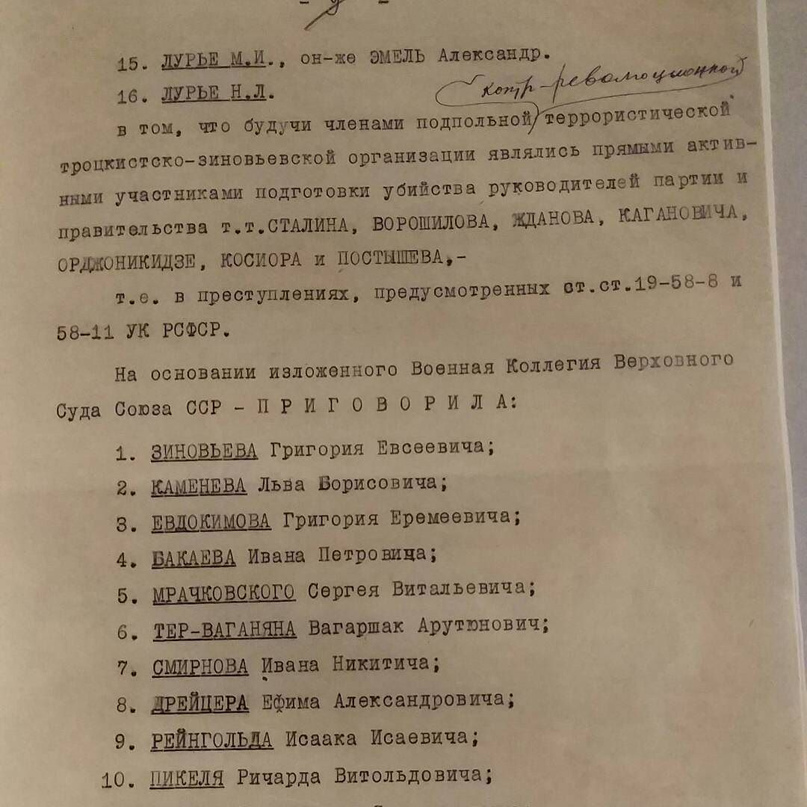 15. ЛУРЬЕ М.И., он-же ЭМЕЛЬ Александр.
16. ЛУРЬЕ Н.Л.
контр-революционной
в том, что будучи членами подпольной террористической
троцкистско-зиновьевской организации являлись прямыми актив-
ными участниками подготовки убийства руководителей партии и
правительства т.т.СТАЛИНА, ВОРОШИЛОВА, ЖДАНОВА, КАГАНОВИЧА,
ОРДЖОНИКИДЗЕ, КОСИОРА и ПОСТЫШЕВА,-
т.е. в преступлениях, предусмотренных ст.ст.19-58-8 и
58-11 УК РСФСР.
На основании изложенного Военная Коллегия Верховного
Суда Союза ССР - П Р И Г О В О Р И Л А:
1. ЗИНОВЬЕВА Григория Евсеевича;
2. КАМЕНЕВА Льва Борисовича;
3. ЕВДОКИМОВА Григория Еремеевича;
4. БАКАЕВА Ивана Петровица;
5. МРАЧКОВСКОГО Сергея Витальевича;
6. ТЕР-ВАГАНЯНА Вагаршак Арутюнович;
7. СМИРНОВА Ивана Никитича;
8. ДРЕЙЦЕРА Ефима Александровича;
9. РЕЙНГОЛЬДА Исаака Исаевича;
10. ПИКЕЛЯ Ричарда Витольдовича;